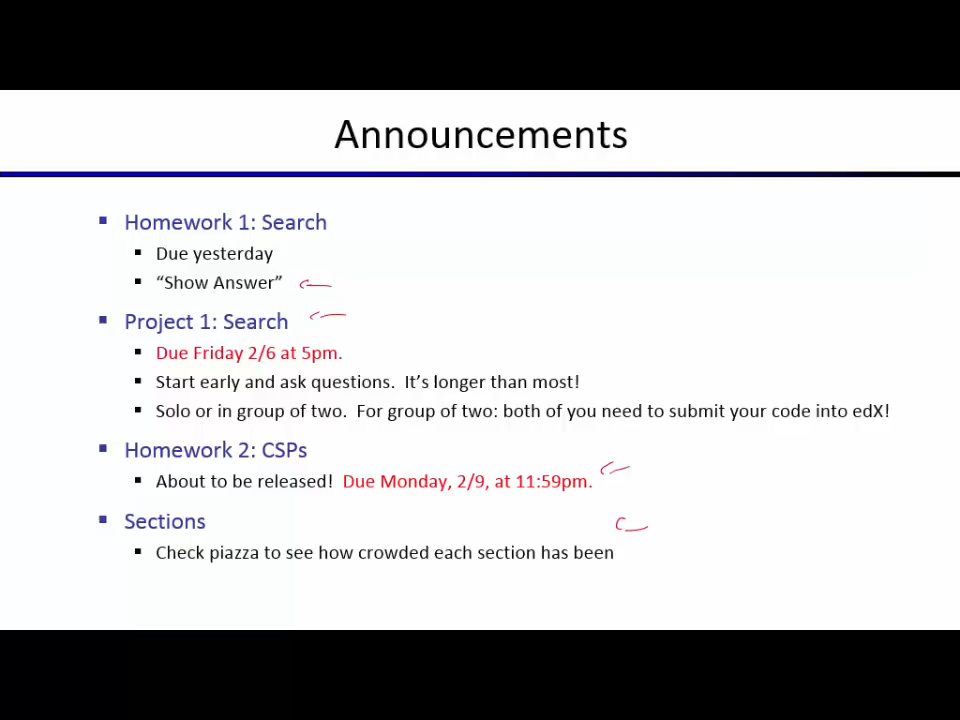 Announcements
Homework 1: Search
Due yesterday
“Show Answer”
Project 1: Search
Due Friday 2/6 at 5pm.
Start early and ask questions.  It’s longer than most!
Solo or in group of two.  For group of two: both of you need to submit your code into edX!
Homework 2: CSPs
About to be released!  Due Monday, 2/9, at 11:59pm.
Sections
Check piazza to see how crowded each section has been